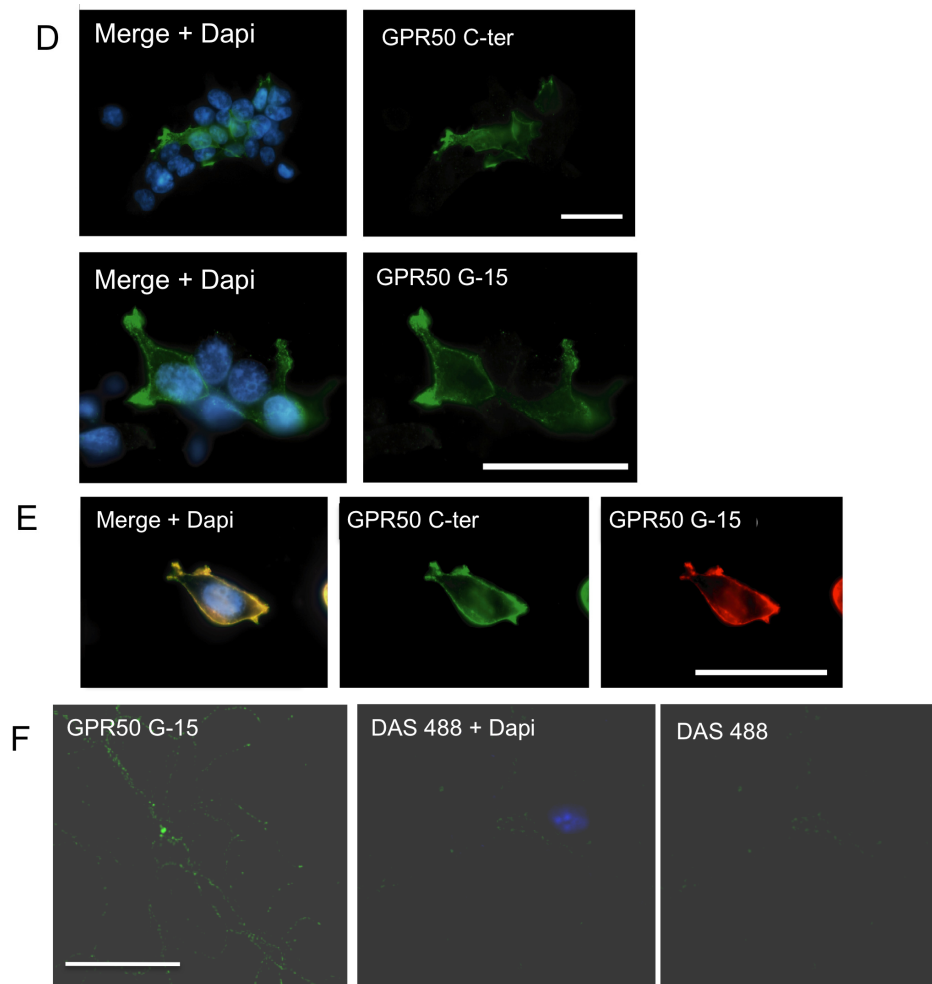 D
Merge + Dapi
GPR50 C-ter
Merge + Dapi
GPR50 G-15
E
Merge + Dapi
GPR50 C-ter
GPR50 G-15
F
GPR50 G-15
DAS 488 + Dapi
DAS 488